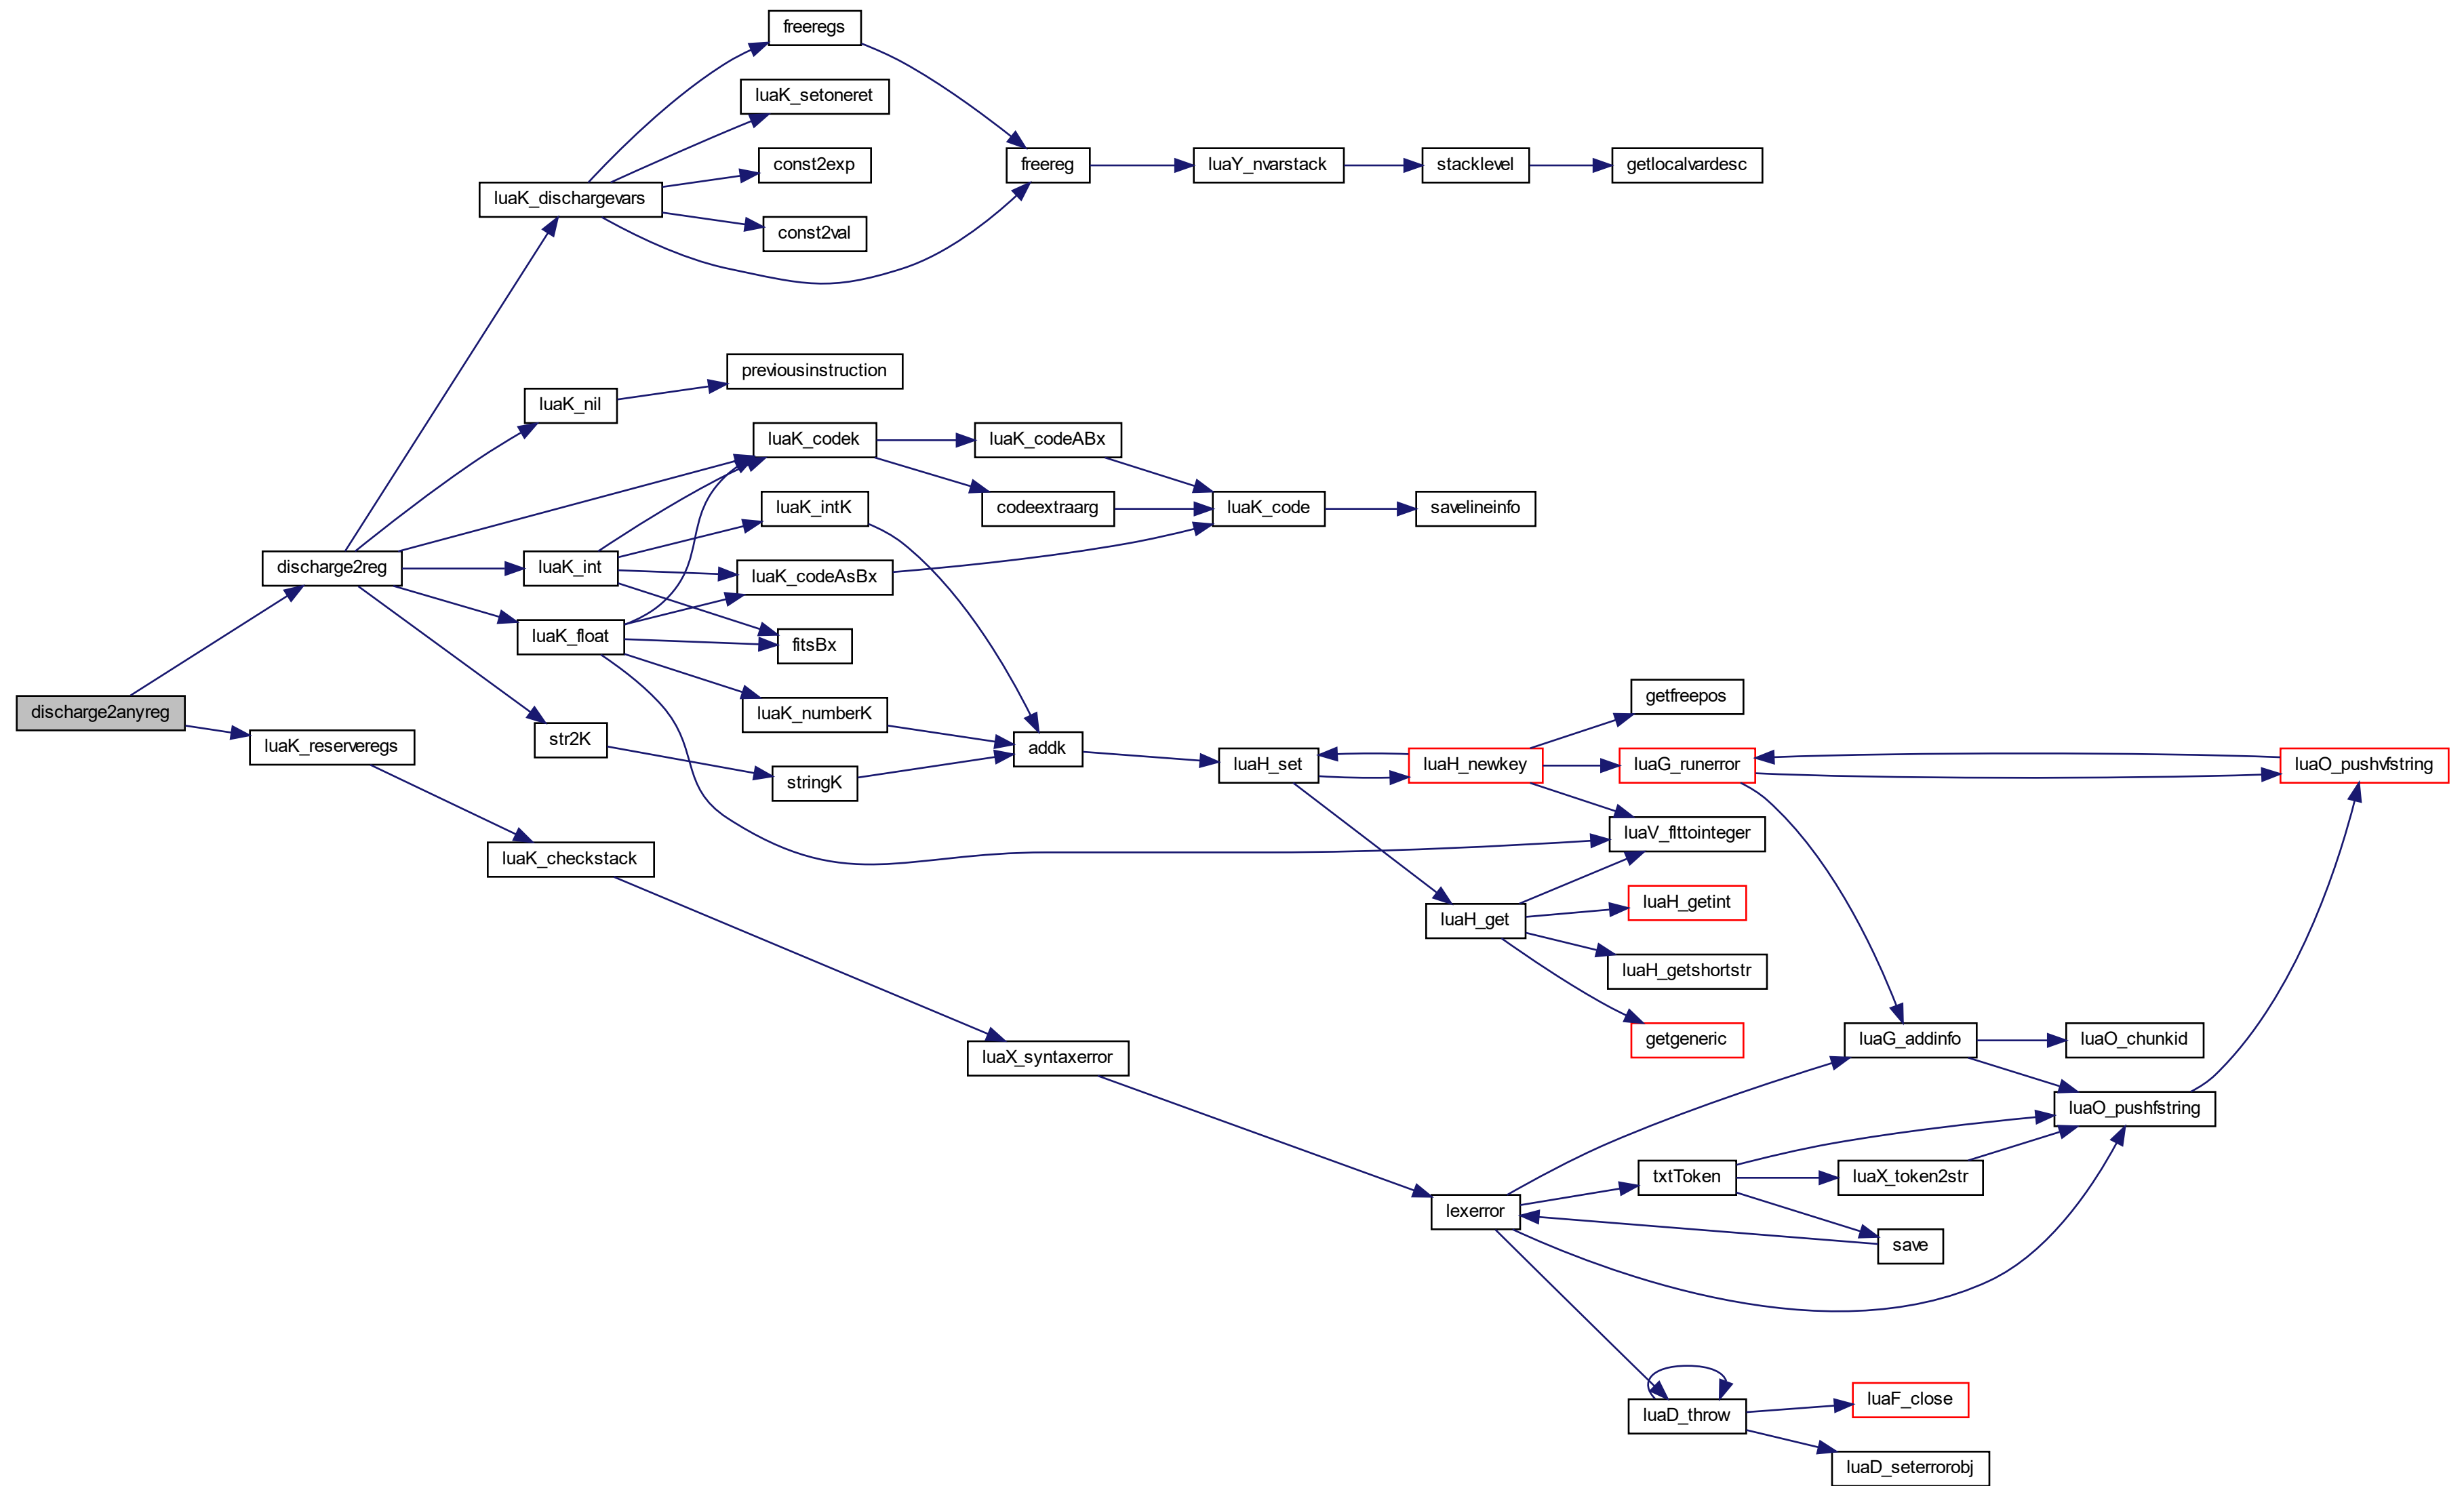 freeregs
luaK_setoneret
const2exp
luaK_dischargevars
freereg
luaY_nvarstack
stacklevel
getlocalvardesc
const2val
previousinstruction
luaK_nil
luaK_codek
luaK_codeABx
luaK_intK
codeextraarg
luaK_code
savelineinfo
discharge2reg
luaK_int
luaK_codeAsBx
luaK_float
fitsBx
discharge2anyreg
luaK_numberK
getfreepos
luaK_reserveregs
str2K
addk
stringK
luaH_set
luaH_newkey
luaG_runerror
luaO_pushvfstring
luaV_flttointeger
luaK_checkstack
luaH_getint
luaH_get
luaH_getshortstr
getgeneric
luaX_syntaxerror
luaG_addinfo
luaO_chunkid
luaO_pushfstring
txtToken
luaX_token2str
lexerror
save
luaF_close
luaD_throw
luaD_seterrorobj